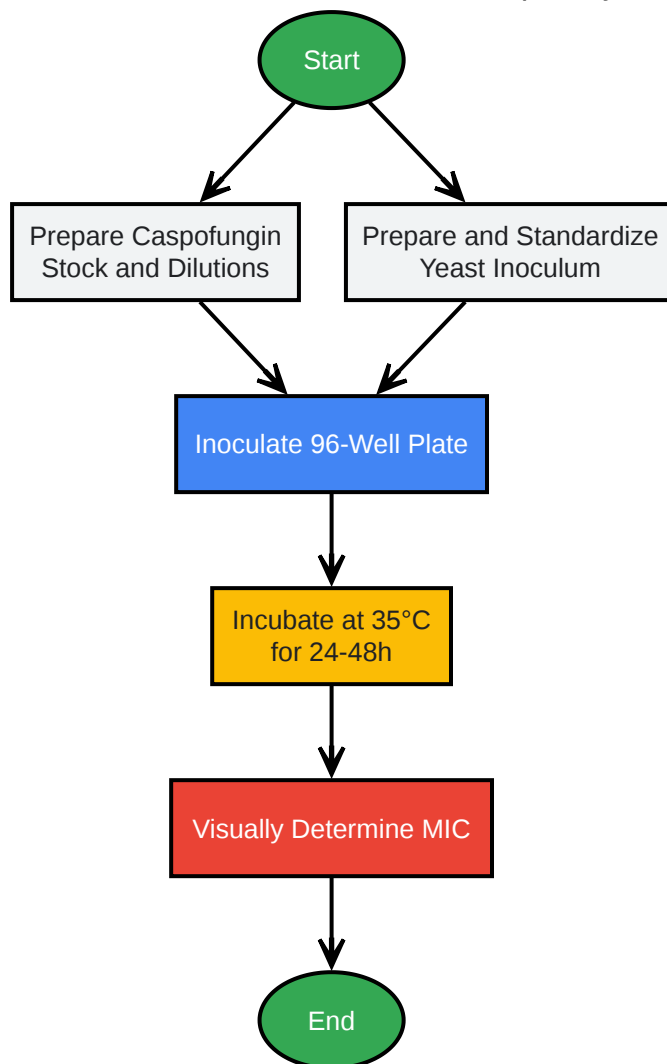 Start
Prepare Caspofungin
Stock and Dilutions
Prepare and Standardize
Yeast Inoculum
Inoculate 96-Well Plate
Incubate at 35°C
for 24-48h
Visually Determine MIC
End